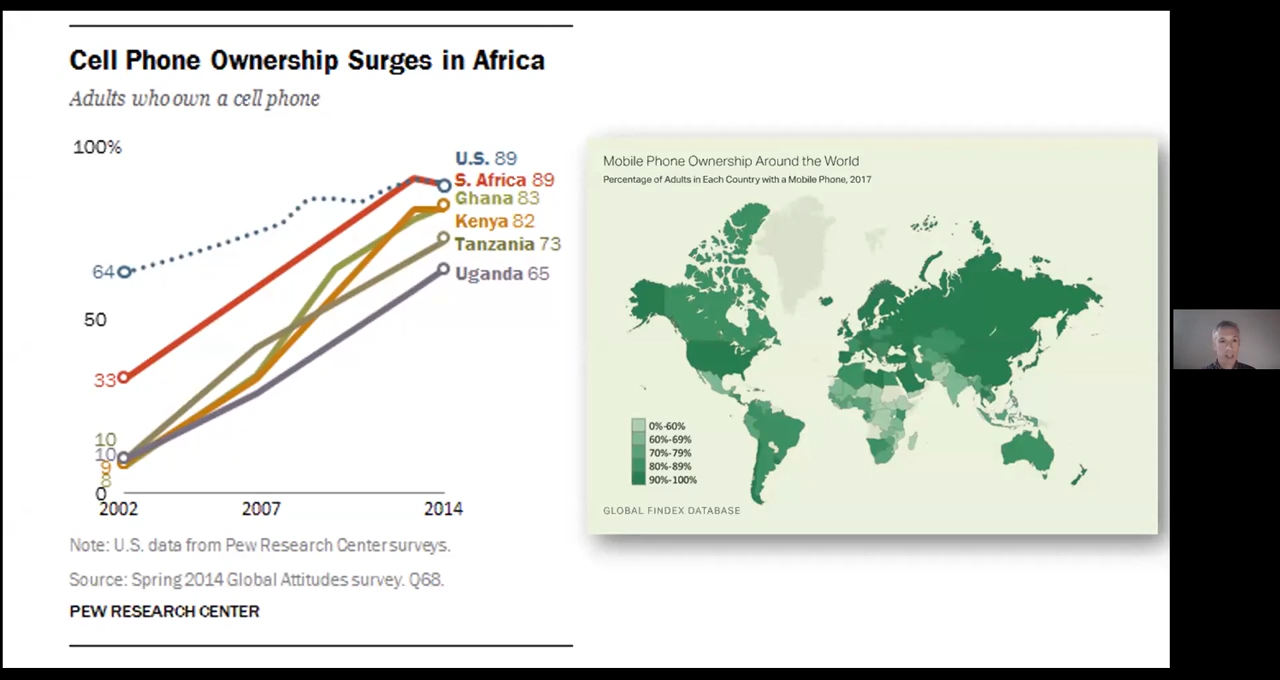 Cell Phone Ownership Surges in Africa
Adults who own a cell phone
100%
U.S. 89
S. Africa 89
Ghana 83
Kenya 82
Tanzania 73
64
Uganda 65
50
33
10
10
9
8
0
2002 2007 2014
Note: U.S. data from Pew Research Center surveys.
Source: Spring 2014 Global Attitudes survey. Q68.
PEW RESEARCH CENTER
Mobile Phone Ownership Around the World
Percentage of Adults in Each Country with a Mobile Phone, 2017
0%-60%
60%-69%
70%-79%
80%-89%
90%-100%
GLOBAL FINDEX DATABASE